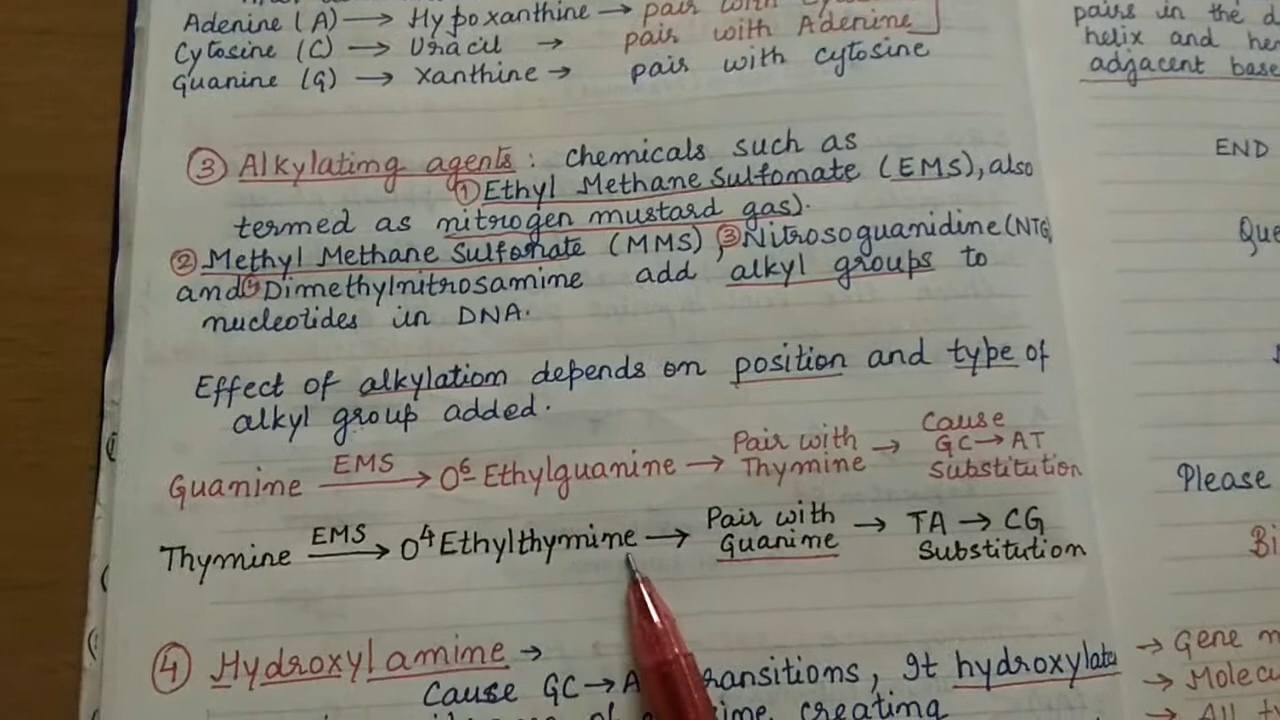 Adenine (A) → Hypoxanthine → pair with
Cytosine (C) → Uracil → pair with Adenine
Guanine (G) → Xanthine → pair with cytosine
③ Alkylating agents : chemicals such as
① Ethyl Methane Sulfonate (EMS), also
termed as nitrogen mustard gas).
② Methyl Methane Sulfonate (MMS), ③ Nitrosoguanidine (NTG)
and ④ Dimethylnitrosamine add alkyl groups to
nucleotides in DNA.
Effect of alkylation depends on position and type of
alkyl group added.
Guanine EMS → O6 Ethylguanine → Pair with Thymine → Cause GC → AT Substitution
Thymine EMS → O4 Ethylthymine → Pair with Guanine → TA → CG Substitution
④ Hydroxylamine →
Cause GC → A transitions, It hydroxylates
creating
pairs in the
helix and
adjacent base
END
Please
→ Gene
→
→ All